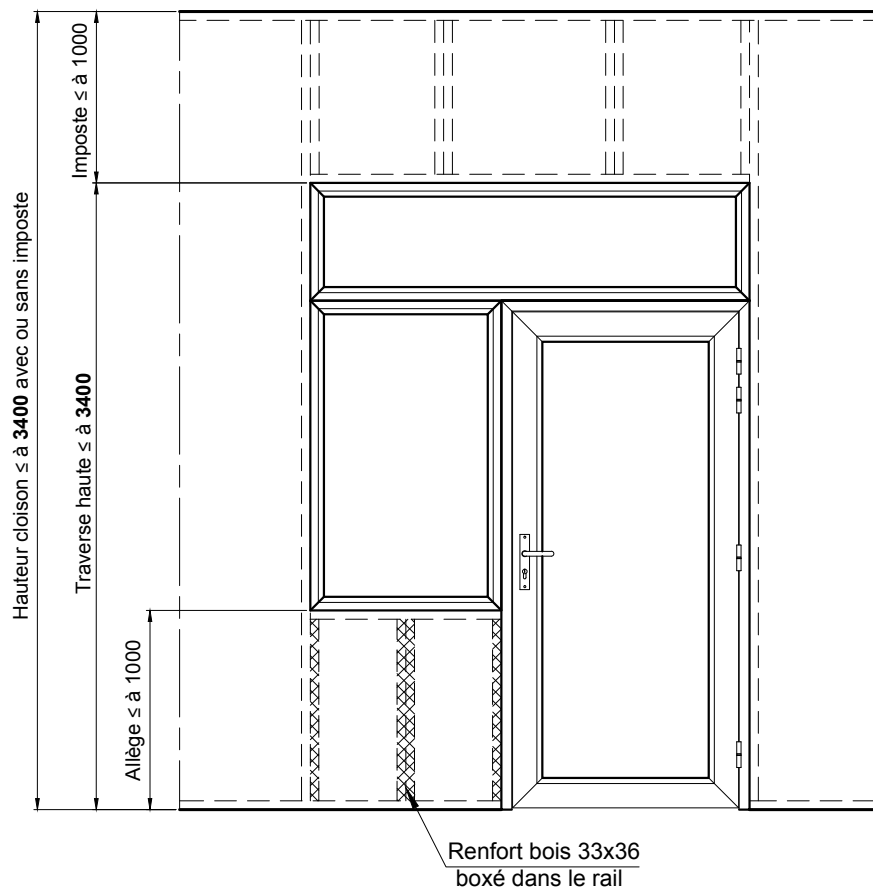 Imposte ≤ à 1000
Hauteur cloison ≤ à 3400 avec ou sans imposte
Traverse haute ≤ à 3400
Allège ≤ à 1000
Renfort bois 33x36
boxé dans le rail